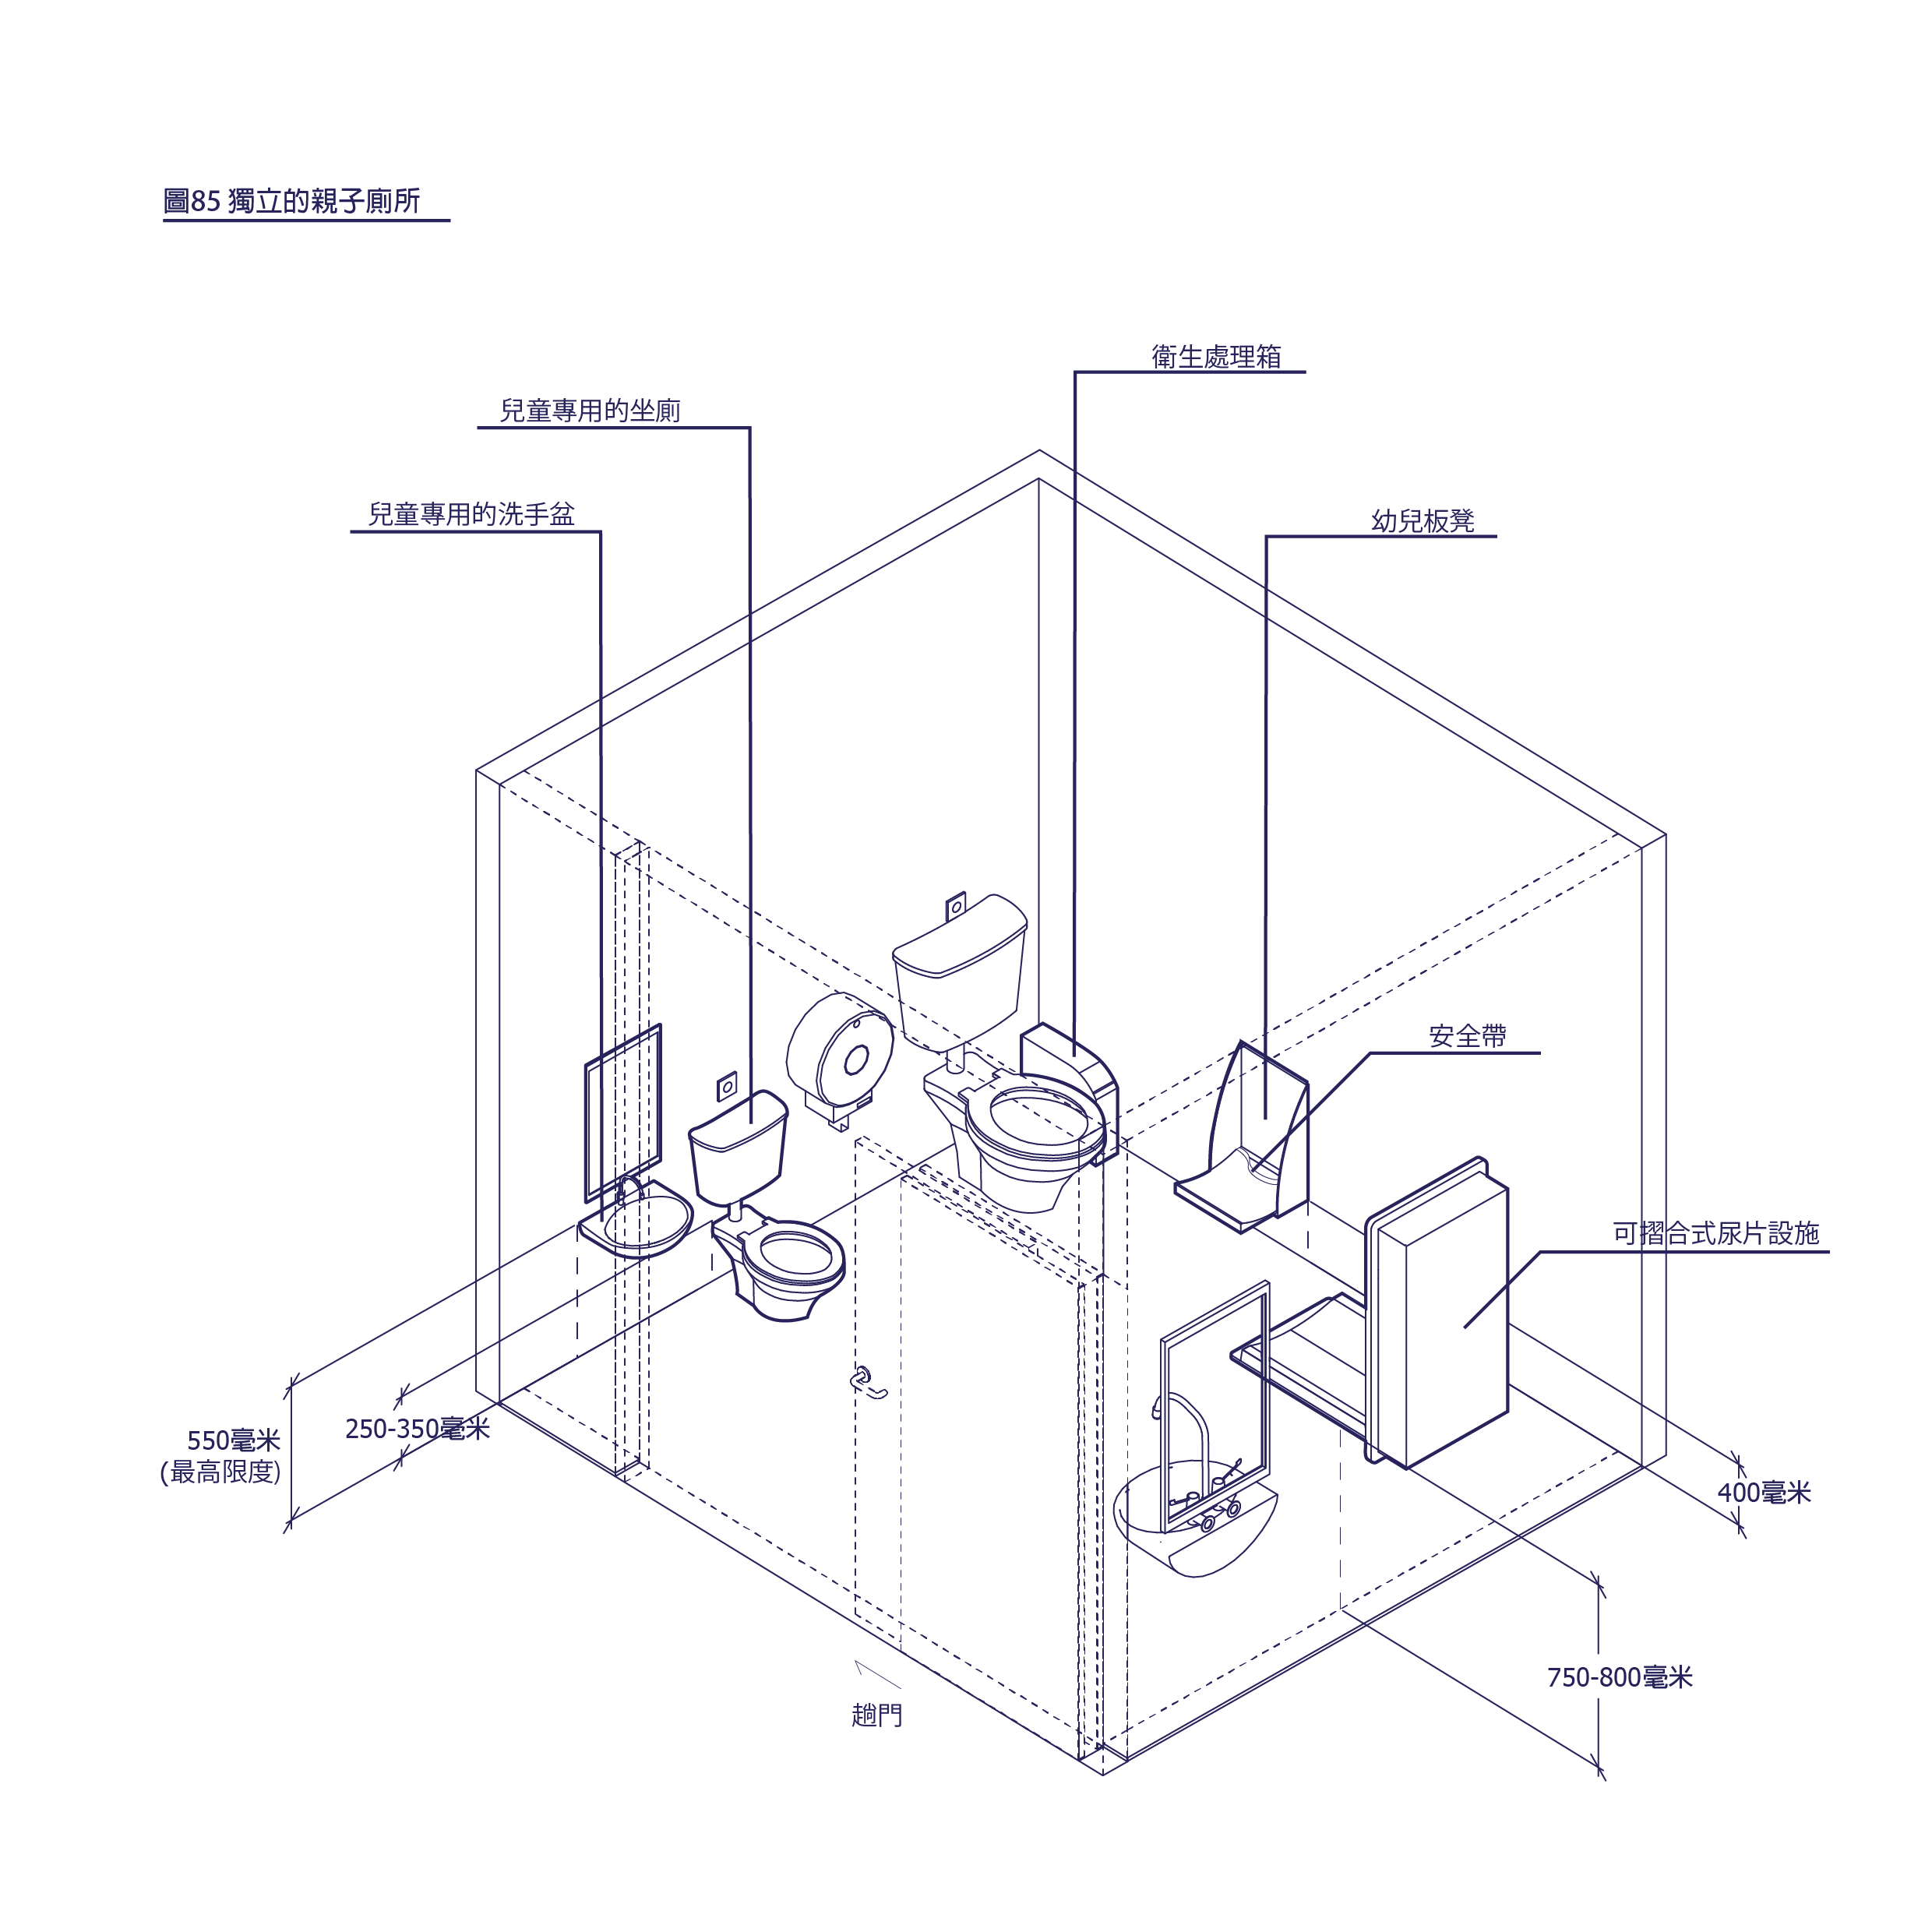 圖85 獨立的親子廁所
衛生處理箱
兒童專用的坐廁
兒童專用的洗手盆
幼兒板凳
安全帶
可摺合式尿片設施
250-350毫米
550毫米
(最高限度)
400毫米
750-800毫米
趟門